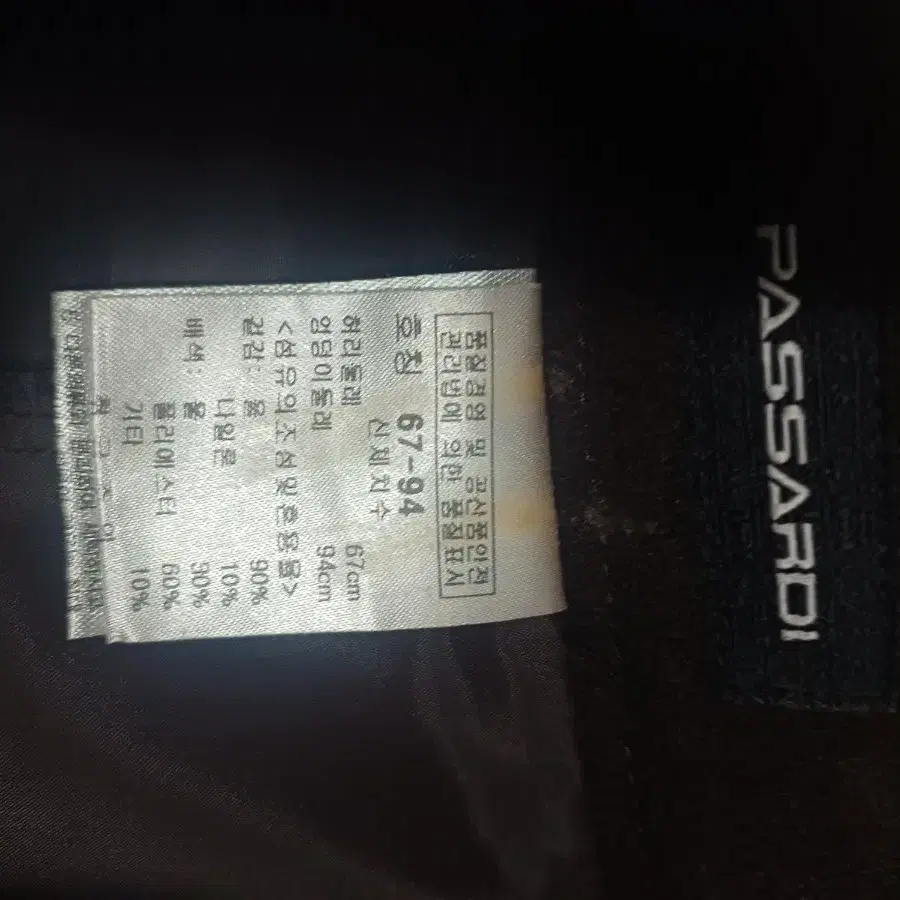 품질경영 및 공산품안전
관리법에 의한 품질표시
호칭 67-94
신체치수
허리둘레 67cm
엉덩이둘레 94cm
<섬유의조성및혼용율>
겉감: 울 90%
나일론 10%
배색: 울 30%
폴리에스터 60%
기타 10%
PASSARDI